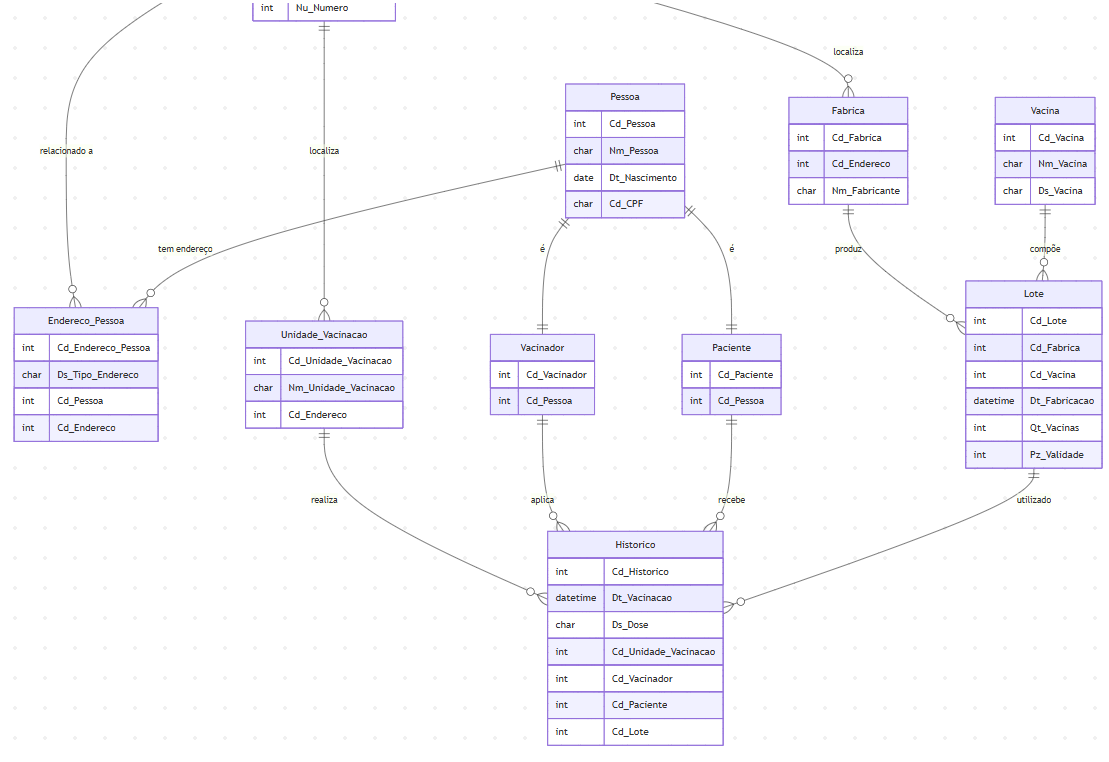 int Nu_Numero
localiza
relacionado a
localiza
Pessoa
int Cd_Pessoa
char Nm_Pessoa
date Dt_Nascimento
char Cd_CPF
Fabrica
int Cd_Fabrica
int Cd_Endereco
char Nm_Fabricante
Vacina
int Cd_Vacina
char Nm_Vacina
char Ds_Vacina
tem endereço
é
é
produz
compõe
Endereco_Pessoa
int Cd_Endereco_Pessoa
char Ds_Tipo_Endereco
int Cd_Pessoa
int Cd_Endereco
Unidade_Vacinacao
int Cd_Unidade_Vacinacao
char Nm_Unidade_Vacinacao
int Cd_Endereco
Vacinador
int Cd_Vacinador
int Cd_Pessoa
Paciente
int Cd_Paciente
int Cd_Pessoa
Lote
int Cd_Lote
int Cd_Fabrica
int Cd_Vacina
datetime Dt_Fabricacao
int Qt_Vacinas
int Pz_Validade
realiza
aplica
recebe
utilizado
Historico
int Cd_Historico
datetime Dt_Vacinacao
char Ds_Dose
int Cd_Unidade_Vacinacao
int Cd_Vacinador
int Cd_Paciente
int Cd_Lote